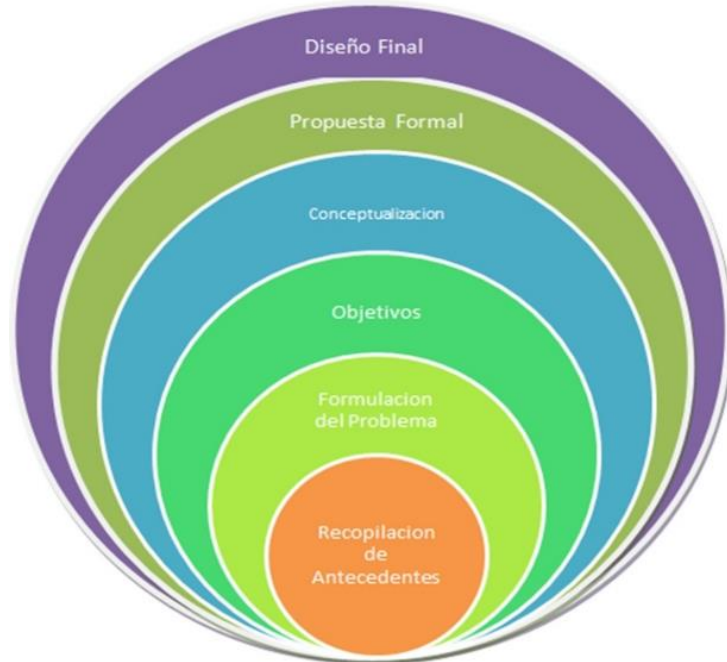 Diseño Final
Propuesta Formal
Conceptualizacion
Objetivos
Formulacion
del Problema
Recopilacion
de
Antecedentes